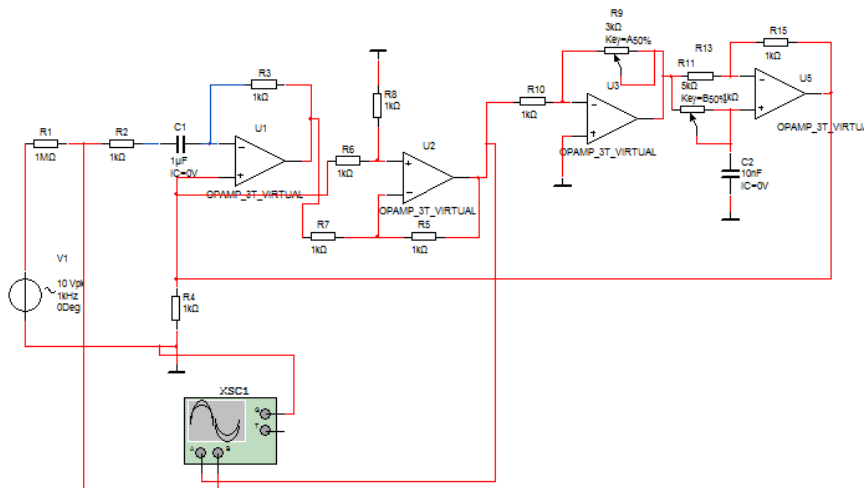 R1
1MΩ
R2
1kΩ
C1
1µF
IC=0V
R3
1kΩ
U1
OPAMP_3T_VIRTUAL
R8
1kΩ
R6
1kΩ
U2
OPAMP_3T_VIRTUAL
R7
1kΩ
R5
1kΩ
R4
1kΩ
V1
10 Vpk
1kHz
0Deg
R10
1kΩ
R9
3kΩ
Key=A50%
U3
OPAMP_3T_VIRTUAL
R13
R11
5kΩ
Key=B50%
1kΩ
R15
1kΩ
U5
OPAMP_3T_VIRTUAL
C2
10nF
IC=0V
XSC1
G
T
A
B